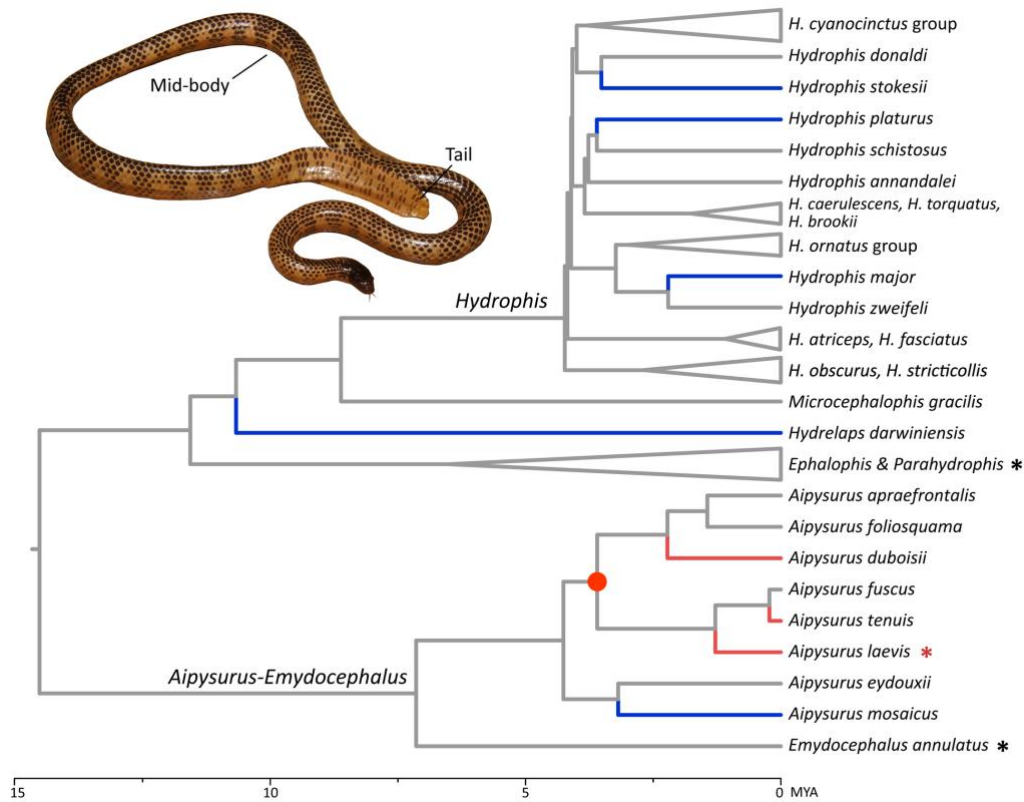 H. cyanocinctus group
Hydrophis donaldi
Mid-body
Hydrophis stokesii
Hydrophis platurus
Tail
Hydrophis schistosus
Hydrophis annandalei
H. caerulescens, H. torquatus,
H. brookii
H. ornatus group
Hydrophis major
Hydrophis
Hydrophis zweifeli
H. atriceps, H. fasciatus
H. obscurus, H. stricticollis
Microcephalophis gracilis
Hydrelaps darwiniensis
Ephalophis & Parahydrophis *
Aipysurus apraefrontalis
Aipysurus foliosquama
Aipysurus duboisii
Aipysurus fuscus
Aipysurus tenuis
Aipysurus laevis *
Aipysurus-Emydocephalus
Aipysurus eydouxii
Aipysurus mosaicus
Emydocephalus annulatus *
15 10 5 0 MYA